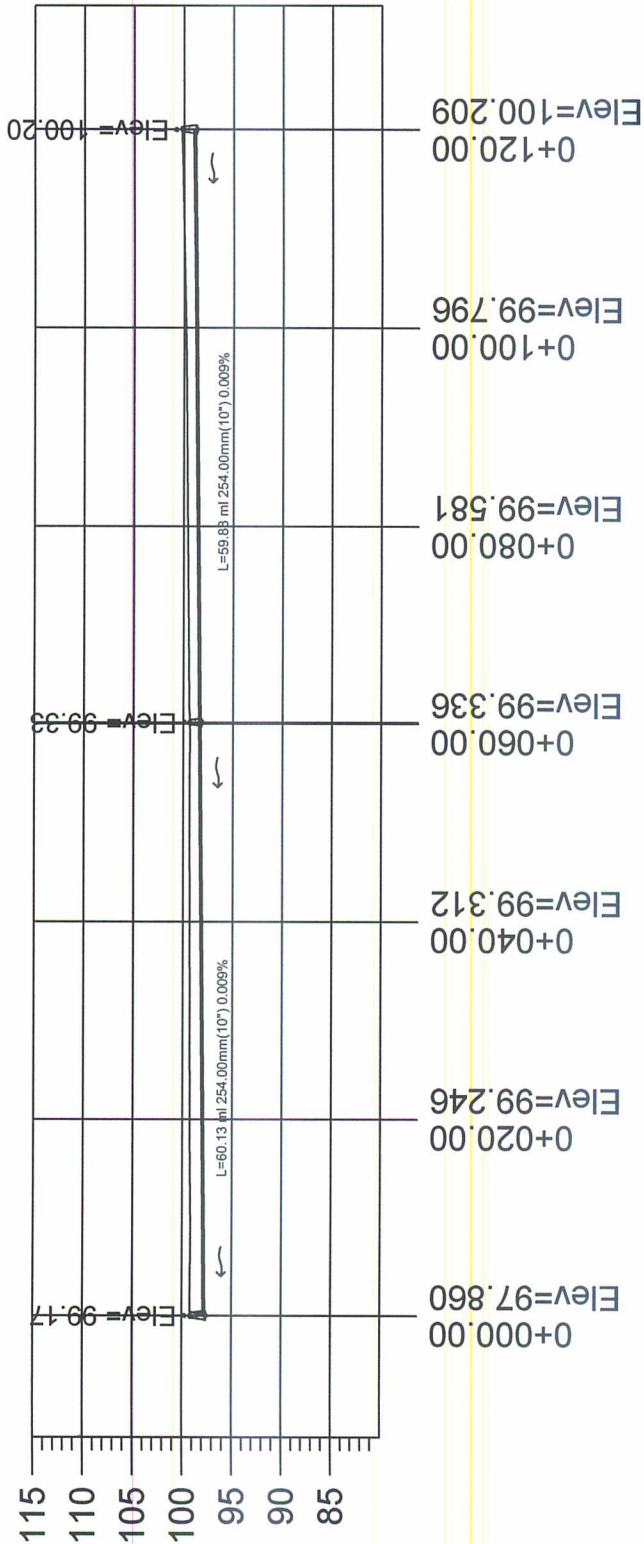 Elev= 100.20
L=59.88 ml 254.00mm(10") 0.009%
Elev= 99.33
L=60.13 ml 254.00mm(10") 0.009%
Elev= 99.17
0+120.00
Elev=100.209
0+100.00
Elev=99.796
0+080.00
Elev=99.581
0+060.00
Elev=99.336
0+040.00
Elev=99.312
0+020.00
Elev=99.246
0+000.00
Elev=97.860
115
110
105
100
95
90
85